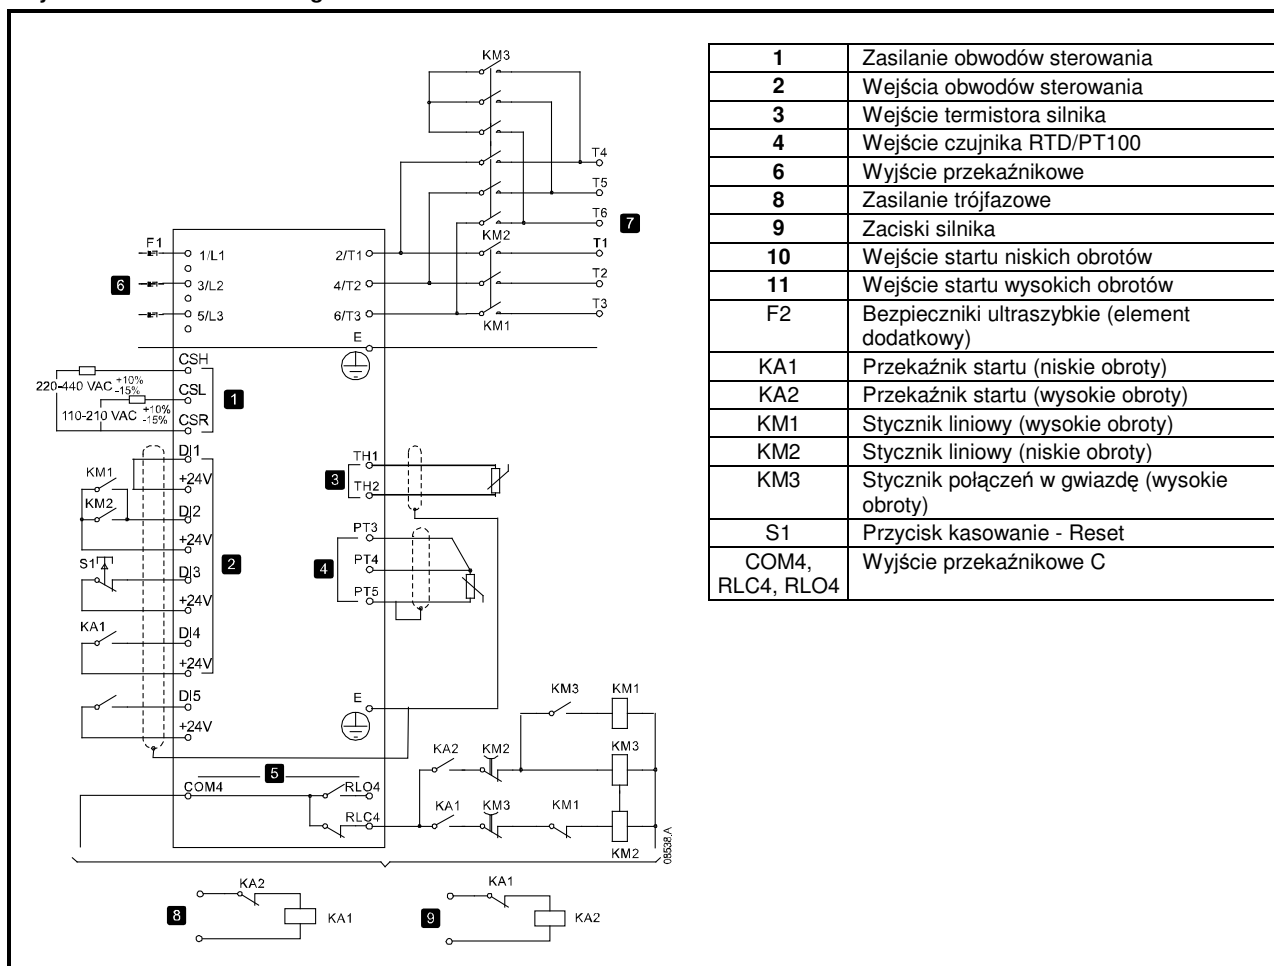 KM3
T4
T5
T6
7
KM2
T1
T2
T3
KM1
F1
1/L1
2/T1
6
3/L2
4/T2
5/L3
6/T3
E
CSH
220-440 VAC +10% -15%
CSL
1
110-210 VAC +10% -15%
CSR
DI1
KM1
+24V
KM2
DI2
+24V
S1
DI3
2
+24V
KA1
DI4
+24V
DI5
+24V
TH1
3
TH2
PT3
4
PT4
PT5
E
KM3
KM1
5
KA2
KM2
KM3
COM4
RLO4
KA1
KM3
KM1
RLC4
KM2
08538.A
KA2
8
KA1
KA1
9
KA2
1 Zasilanie obwodów sterowania
2 Wejścia obwodów sterowania
3 Wejście termistora silnika
4 Wejście czujnika RTD/PT100
6 Wyjście przekaźnikowe
8 Zasilanie trójfazowe
9 Zaciski silnika
10 Wejście startu niskich obrotów
11 Wejście startu wysokich obrotów
F2 Bezpieczniki ultraszybkie (element
dodatkowy)
KA1 Przekaźnik startu (niskie obroty)
KA2 Przekaźnik startu (wysokie obroty)
KM1 Stycznik liniowy (wysokie obroty)
KM2 Stycznik liniowy (niskie obroty)
KM3 Stycznik połączeń w gwiazdę (wysokie
obroty)
S1 Przycisk kasowanie - Reset
COM4, Wyjście przekaźnikowe C
RLC4, RLO4